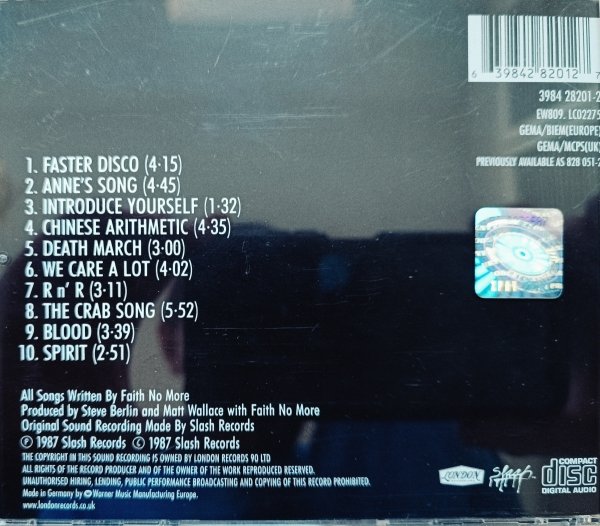 6 39842 82012 7
3984 28201-2
EW809. LC02275
GEMA/BIEM(EUROPE)
GEMA/MCPS(UK)
PREVIOUSLY AVAILABLE AS 828 051-2
1. FASTER DISCO (4·15)
2. ANNE'S SONG (4·45)
3. INTRODUCE YOURSELF (1·32)
4. CHINESE ARITHMETIC (4·35)
5. DEATH MARCH (3·00)
6. WE CARE A LOT (4·02)
7. R n' R (3·11)
8. THE CRAB SONG (5·52)
9. BLOOD (3·39)
10. SPIRIT (2·51)
All Songs Written By Faith No More
Produced by Steve Berlin and Matt Wallace with Faith No More
Original Sound Recording Made By Slash Records
℗ 1987 Slash Records © 1987 Slash Records
THE COPYRIGHT IN THIS SOUND RECORDING IS OWNED BY LONDON RECORDS 90 LTD
ALL RIGHTS OF THE RECORD PRODUCER AND OF THE OWNER OF THE WORK REPRODUCED RESERVED.
UNAUTHORISED HIRING, LENDING, PUBLIC PERFORMANCE BROADCASTING AND COPYING OF THIS RECORD PROHIBITED.
Made in Germany by Warner Music Manufacturing Europe.
www.londonrecords.co.uk
LONDON
Slash
COMPACT
disc
DIGITAL AUDIO